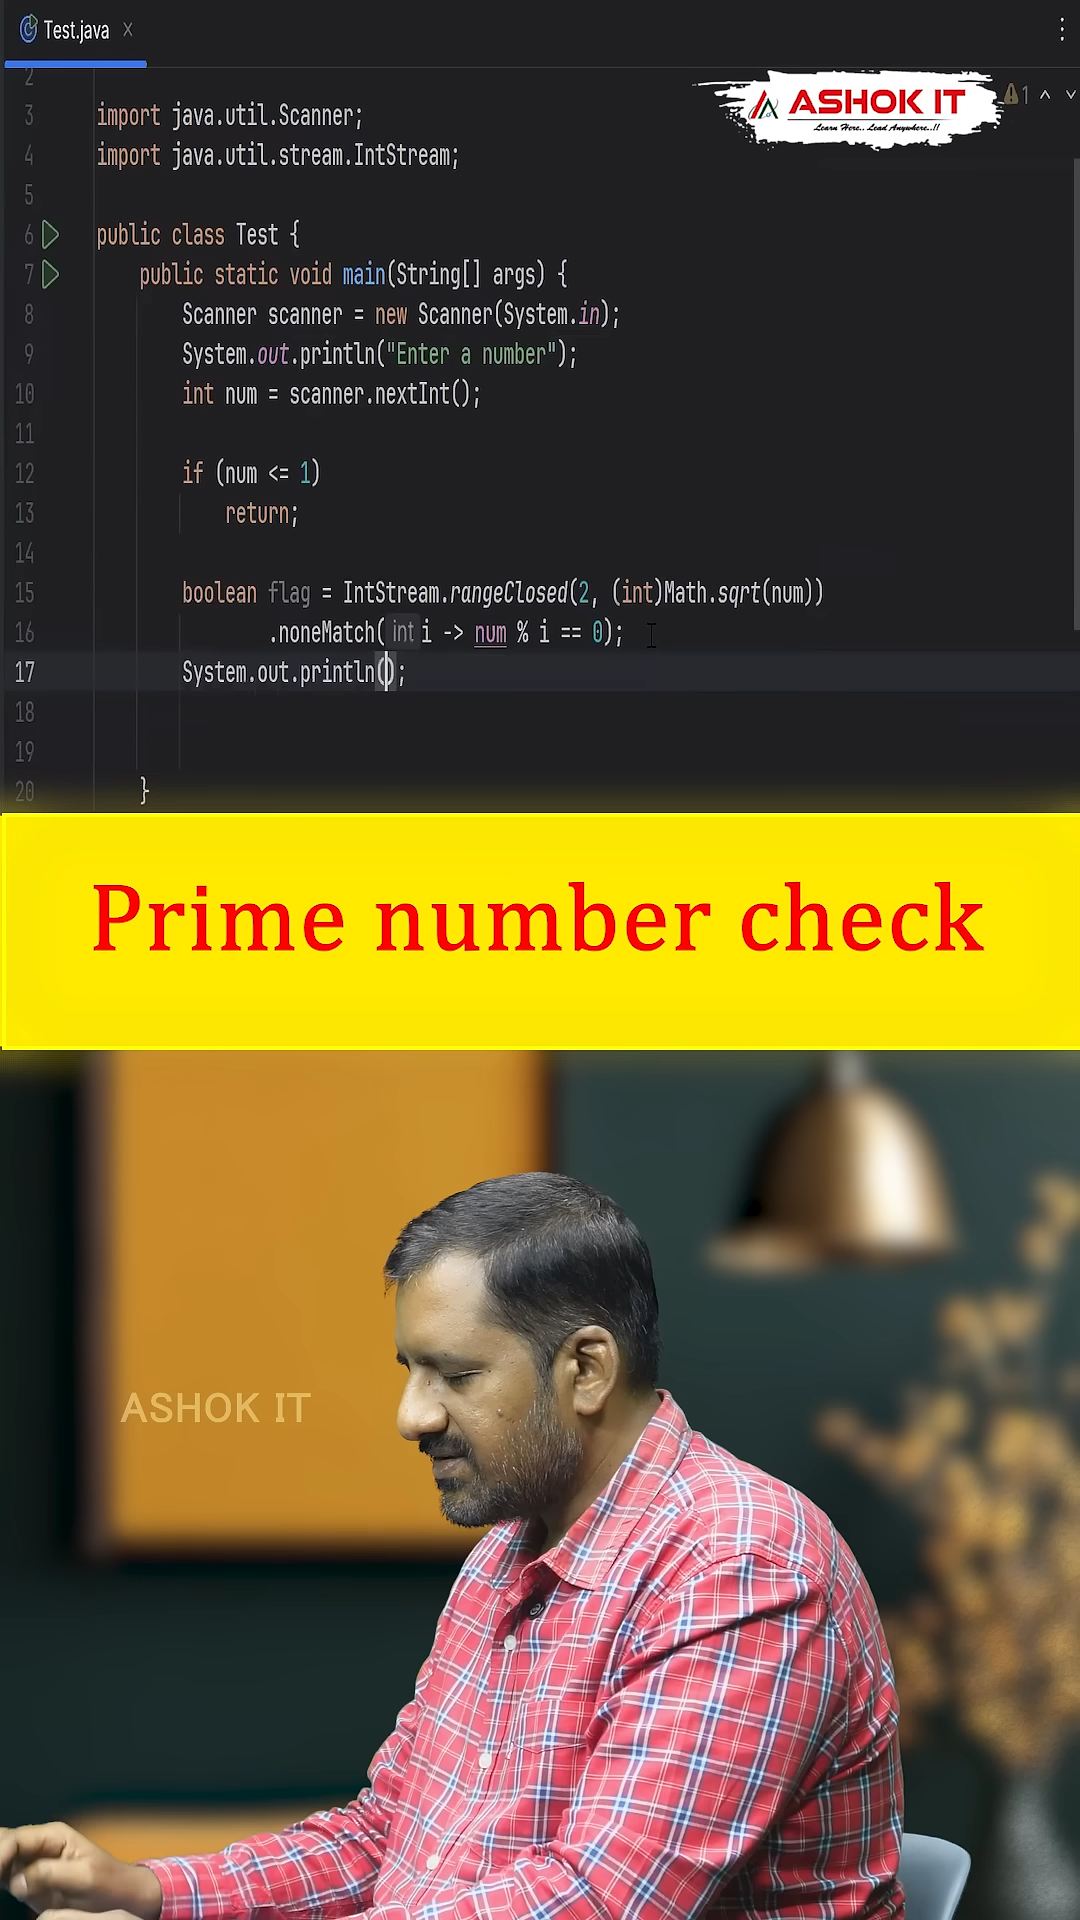 Test.java ×
ASHOK IT
Learn Here.. Lead Anywhere..!!
1
2
3 import java.util.Scanner;
4 import java.util.stream.IntStream;
5
6 public class Test {
7 public static void main(String[] args) {
8 Scanner scanner = new Scanner(System.in);
9 System.out.println("Enter a number");
10 int num = scanner.nextInt();
11
12 if (num <= 1)
13 return;
14
15 boolean flag = IntStream.rangeClosed(2, (int)Math.sqrt(num))
16 .noneMatch( int i -> num % i == 0);
17 System.out.println();
18
19
20 }
Prime number check
ASHOK IT